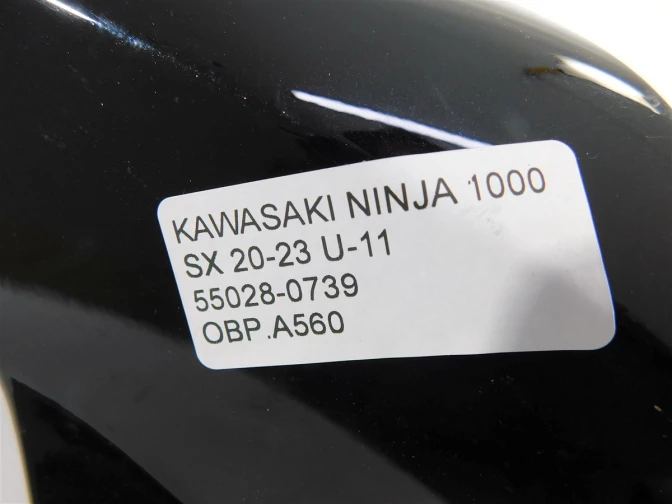 KAWASAKI NINJA 1000
SX 20-23 U-11
55028-0739
OBP.A560